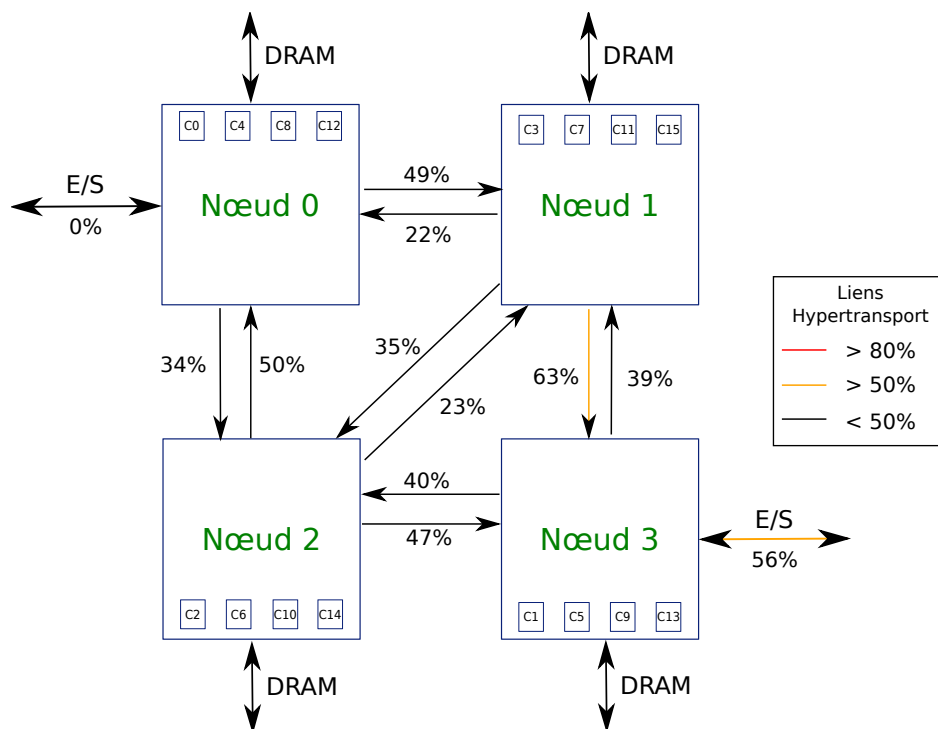 DRAM
DRAM
C0 C4 C8 C12
C3 C7 C11 C15
E/S
0%
Nœud 0
49%
22%
Nœud 1
Liens
Hypertransport
> 80%
> 50%
< 50%
34%
50%
35%
23%
63%
39%
40%
47%
Nœud 2
Nœud 3
E/S
56%
C2 C6 C10 C14
C1 C5 C9 C13
DRAM
DRAM